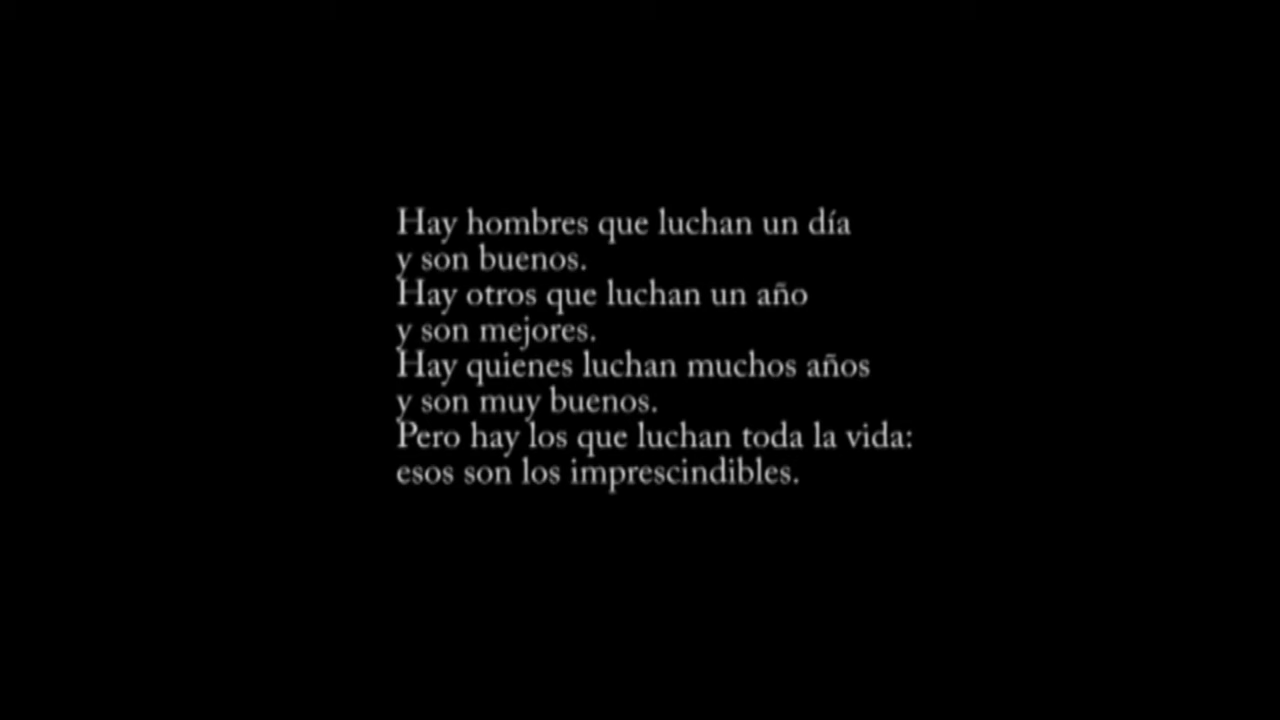 Hay hombres que luchan un día
y son buenos.
Hay otros que luchan un año
y son mejores.
Hay quienes luchan muchos años
y son muy buenos.
Pero hay los que luchan toda la vida:
esos son los imprescindibles.